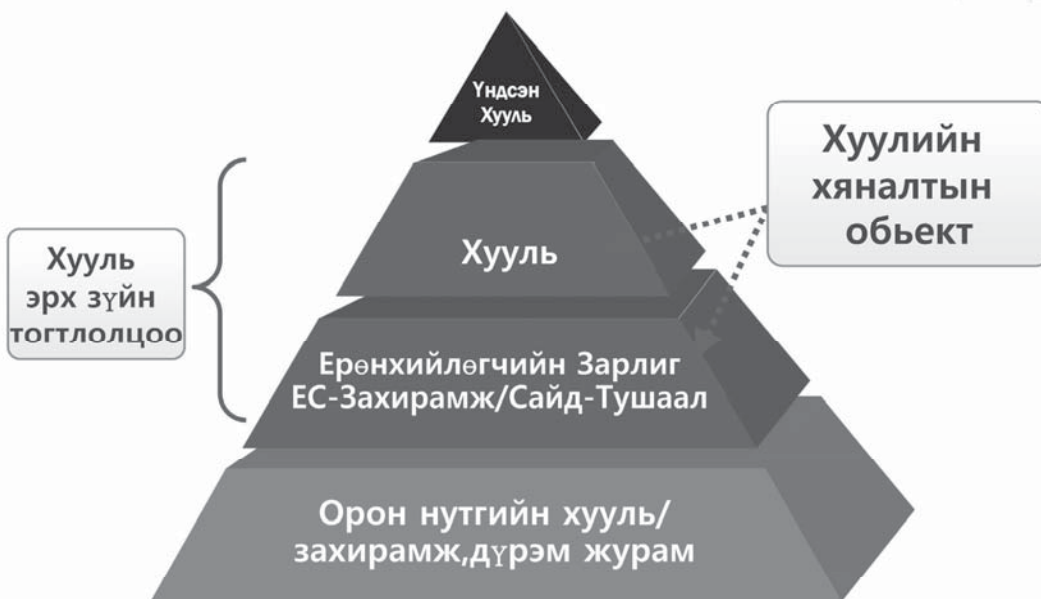 Үндсэн
Хууль
Хуулийн
хяналтын
обьект
Хууль
Хууль
эрх зүйн
тогтлолцоо
Ерөнхийлөгчийн Зарлиг
ЕС-Захирамж/Сайд-Тушаал
Орон нутгийн хууль/
захирамж,дүрэм журам